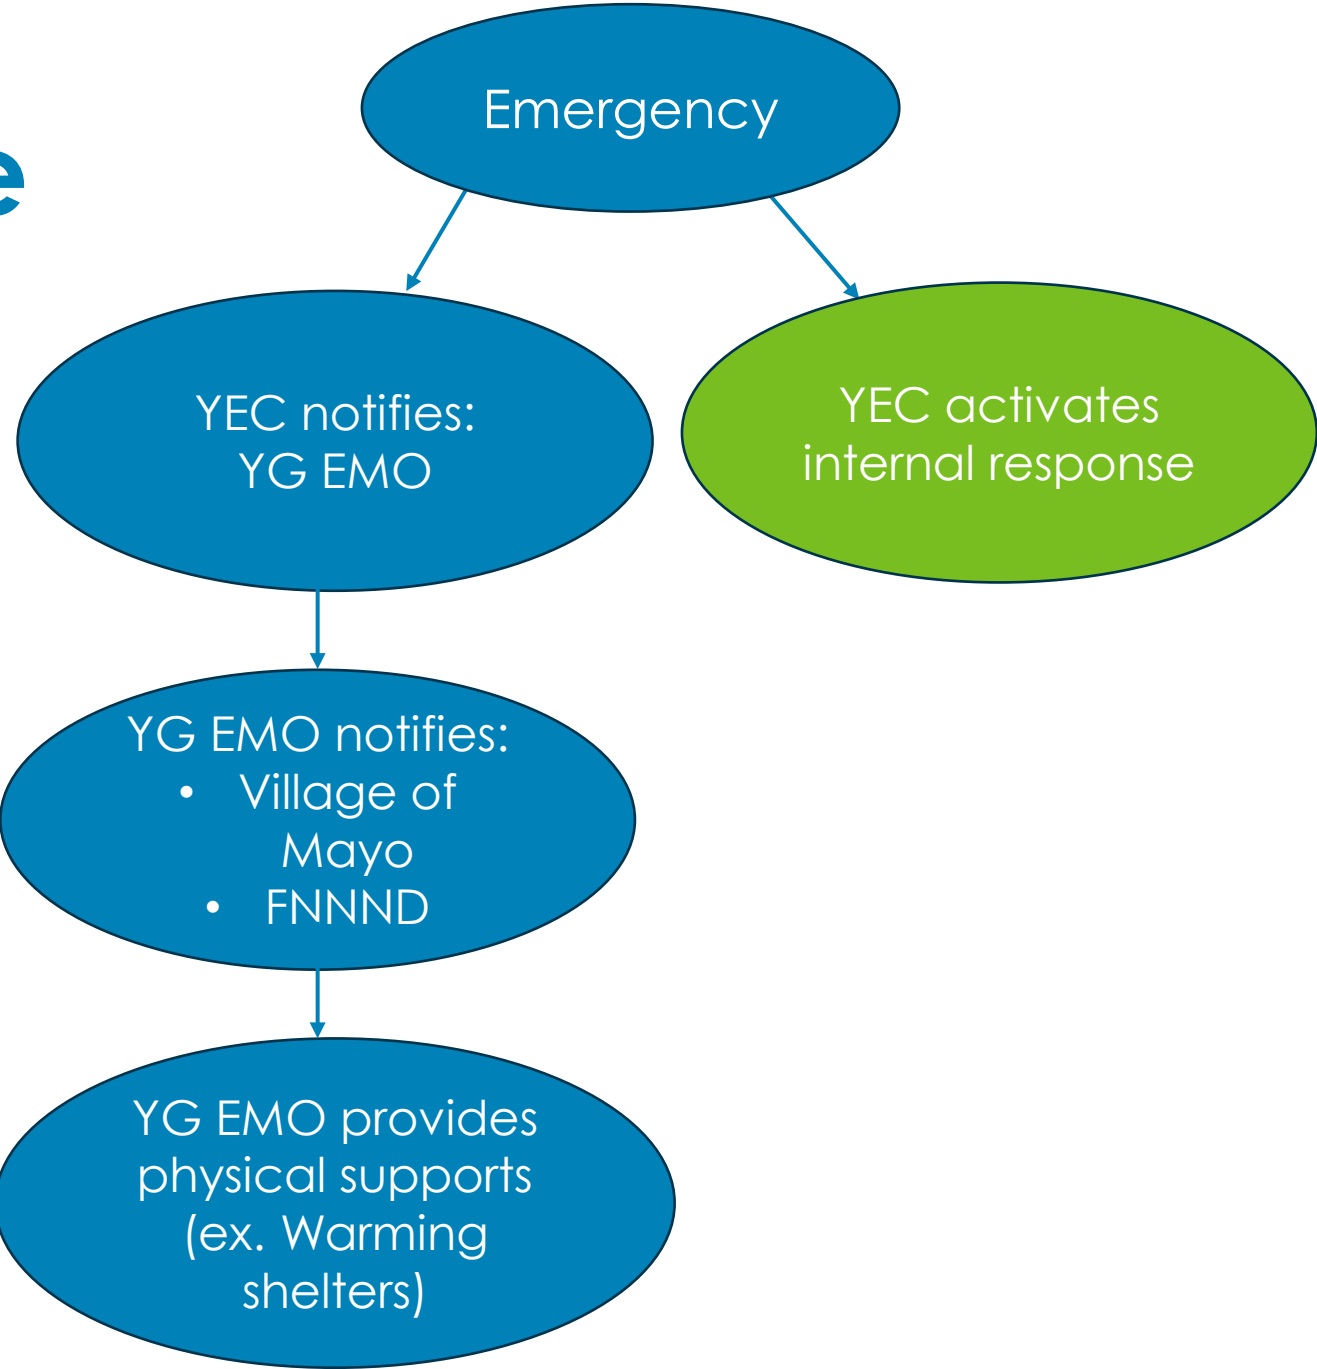 e
Emergency
YEC notifies:
YG EMO
YEC activates
internal response
YG EMO notifies:
• Village of
Mayo
• FNNND
YG EMO provides
physical supports
(ex. Warming
shelters)